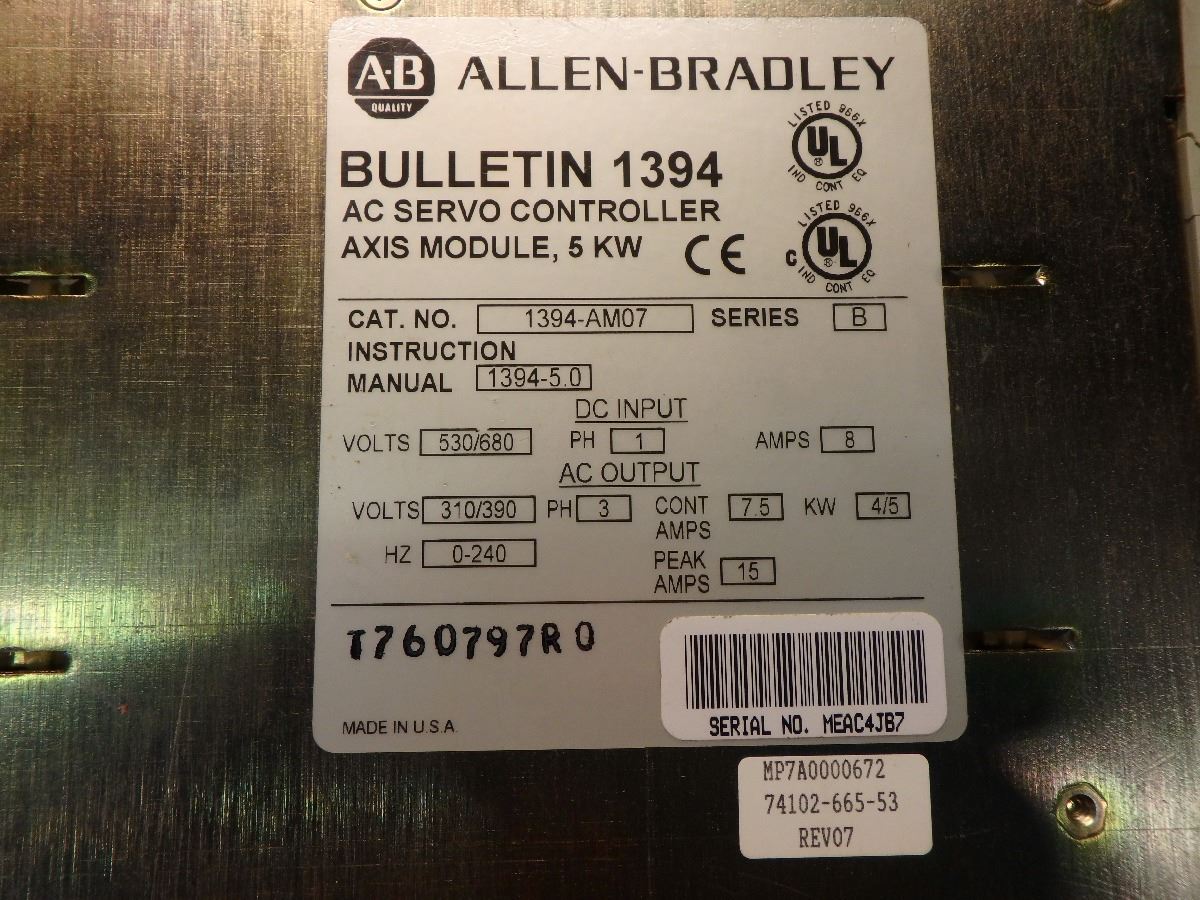 A-B
QUALITY
ALLEN-BRADLEY
LISTED 966X
UL
®
IND CONT EQ
BULLETIN 1394
AC SERVO CONTROLLER
AXIS MODULE, 5 KW
CE
LISTED 966X
C UL
®
IND CONT EQ
CAT. NO. 1394-AM07 SERIES B
INSTRUCTION
MANUAL 1394-5.0
DC INPUT
VOLTS 530/680 PH 1 AMPS 8
AC OUTPUT
VOLTS 310/390 PH 3 CONT AMPS 7.5 KW 4/5
HZ 0-240 PEAK AMPS 15
T760797R0
MADE IN U.S.A.
SERIAL NO. MEAC4JB7
MP7A0000672
74102-665-53
REV07